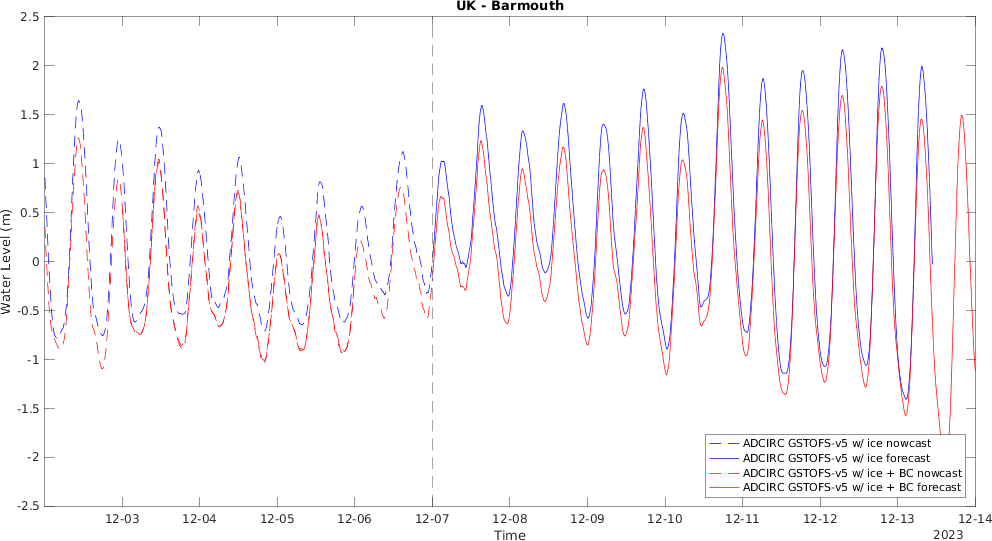 UK - Barmouth
2.5
2
1.5
1
0.5
0
-0.5
-1
-1.5
-2
-2.5
Water Level (m)
ADCIRC GSTOFS-v5 w/ ice nowcast
ADCIRC GSTOFS-v5 w/ ice forecast
ADCIRC GSTOFS-v5 w/ ice + BC nowcast
ADCIRC GSTOFS-v5 w/ ice + BC forecast
12-03 12-04 12-05 12-06 12-07 12-08 12-09 12-10 12-11 12-12 12-13 12-14
Time
2023